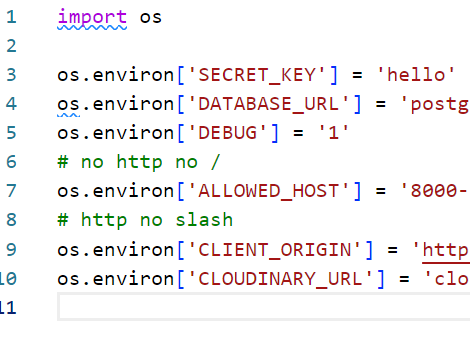 1 import os
2
3 os.environ['SECRET_KEY'] = 'hello'
4 os.environ['DATABASE_URL'] = 'postg
5 os.environ['DEBUG'] = '1'
6 # no http no /
7 os.environ['ALLOWED_HOST'] = '8000-
8 # http no slash
9 os.environ['CLIENT_ORIGIN'] = 'http
10 os.environ['CLOUDINARY_URL'] = 'clo
11